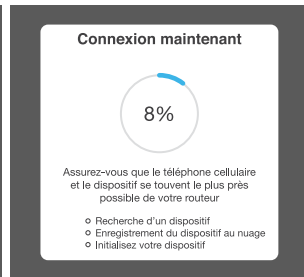 Connexion maintenant
8%
Assurez-vous que le téléphone cellulaire
et le dispositif se touvent le plus près
possible de votre routeur
Recherche d'un dispositif
Enregistrement du dispositif au nuage
Initialisez votre dispositif